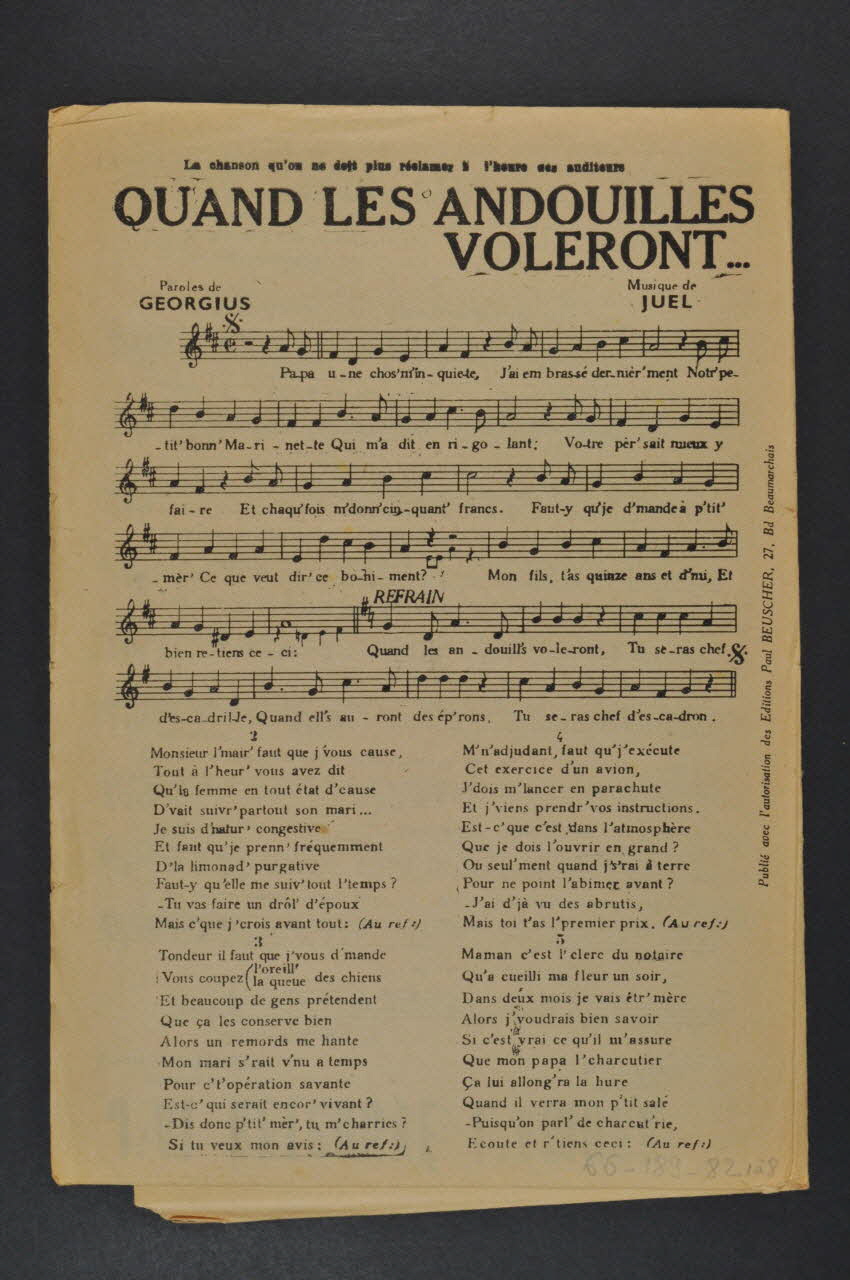 La chanson qu'on ne doit plus réclamer à l'heure des auditeurs
QUAND LES ANDOUILLES
VOLERONT...
Paroles de
GEORGIUS
Musique de
JUEL
Pa-pa u-ne chos'm'in-quiè-te, J'ai em bras-sé der-nièr'ment Notr' pe-
-tit' bonn' Ma-ri-net-te Qui m'a dit en ri-go-lant: Vo-tre pèr' sait mieux y
fai-re Et chaqu'fois m'donn'cin-quant' francs. Faut-y qu'je d'mande à p'tit'
-mèr' Ce que veut dir' ce bo-ni-ment? Mon fils, t'as quinze ans et d'mi, Et
bien re-tiens ce-ci: REFRAIN Quand les an-douill's vo-le-ront, Tu se-ras chef
d'es-ca-dril-le, Quand ell's au-ront des ép'rons, Tu se-ras chef d'es-ca-dron.
2
Monsieur l'mair' faut que j'vous cause,
Tout à l'heur' vous avez dit
Qu'la femme en tout état d'cause
D'vait suivr' partout son mari...
Je suis d'natur' congestive
Et faut qu'je prenn' fréquemment
D'la limonad' purgative
Faut-y qu'elle me suiv' tout l'temps ?
-Tu vas faire un drôl' d'époux
Mais c'que j'crois avant tout: (Au ref:)
3
Tondeur il faut que j'vous d'mande
Vous coupez (l'oreill' la queue des chiens
Et beaucoup de gens prétendent
Que ça les conserve bien
Alors un remords me hante
Mon mari s'rait v'nu a temps
Pour c't'opération savante
Est-c' qui serait encor' vivant ?
-Dis donc p'tit' mèr', tu m'charries ?
Si tu veux mon avis: (Au ref:)
4
M'n'adjudant, faut qu'j'exécute
Cet exercice d'un avion,
J'dois m'lancer en parachute
Et j'viens prendr' vos instructions.
Est-c'que c'est dans l'atmosphère
Que je dois l'ouvrir en grand ?
Ou seul'ment quand j's'rai à terre
Pour ne point l'abimer avant ?
-J'ai d'jà vu des abrutis,
Mais toi t'as l'premier prix. (Au ref:)
5
Maman c'est l'clerc du notaire
Qu'a cueilli ma fleur un soir,
Dans deux mois je vais êtr' mère
Alors j'voudrais bien savoir
Si c'est vrai ce qu'il m'assure
Que mon papa l'charcutier
Ça lui allong'ra la hure
Quand il verra mon p'tit salé
-Puisqu'on parl' de charcut'rie,
Ecoute et r'tiens ceci: (Au ref:)
Publié avec l'autorisation des Editions Paul BEUSCHER, 27, Bd Beaumarchais